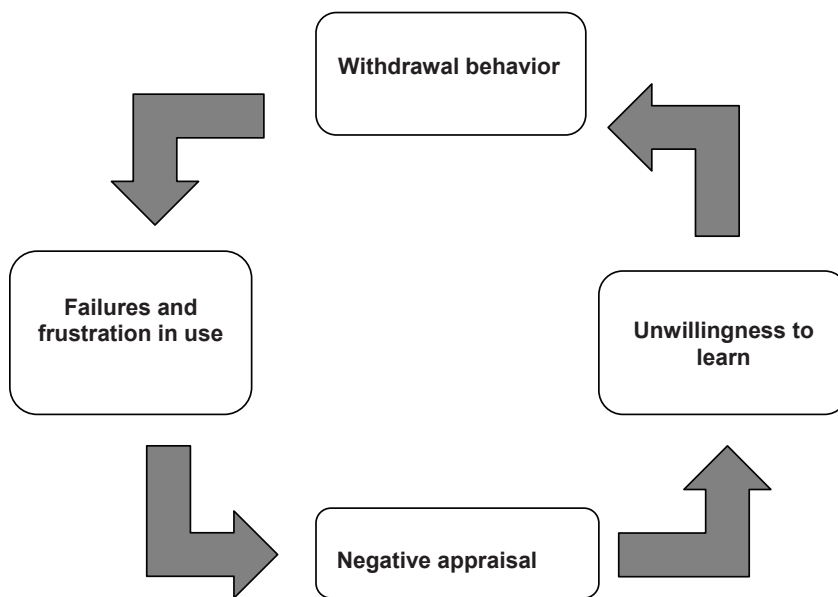 Withdrawal behavior
Failures and
frustration in use
Unwillingness to
learn
Negative appraisal